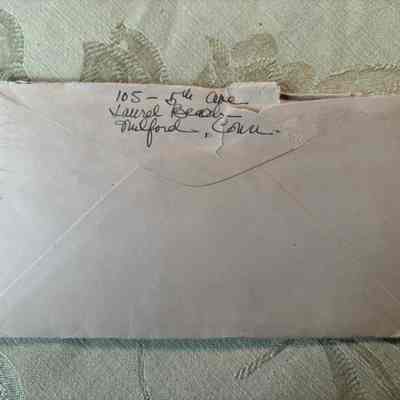 105 - 5th Ave
Laurel Beach -
Milford, Conn -